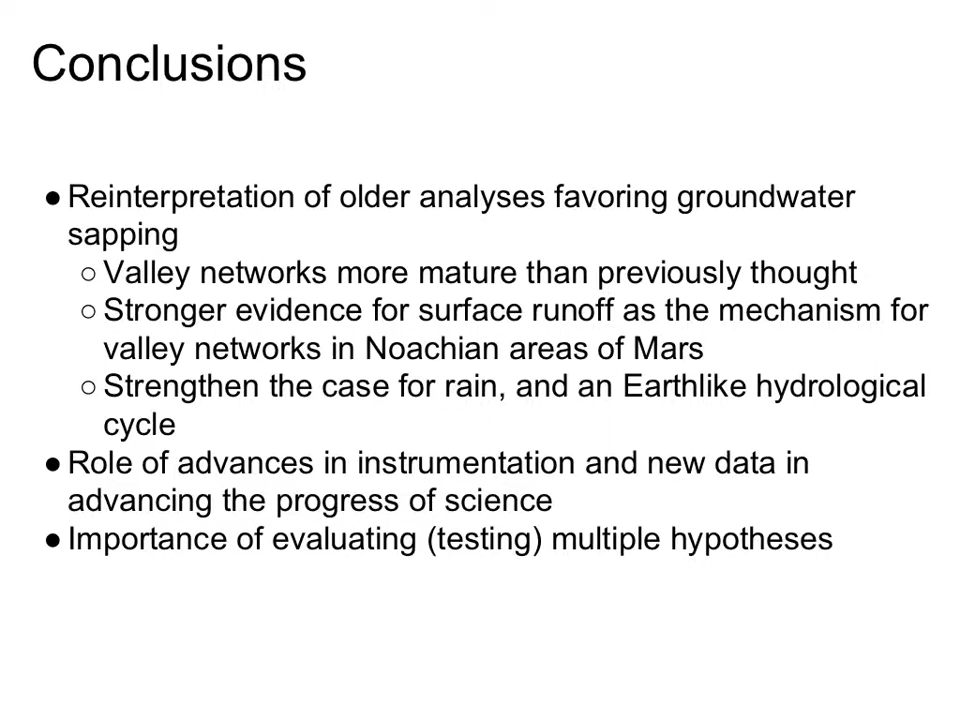 Conclusions
● Reinterpretation of older analyses favoring groundwater
sapping
○ Valley networks more mature than previously thought
○ Stronger evidence for surface runoff as the mechanism for
valley networks in Noachian areas of Mars
○ Strengthen the case for rain, and an Earthlike hydrological
cycle
● Role of advances in instrumentation and new data in
advancing the progress of science
● Importance of evaluating (testing) multiple hypotheses